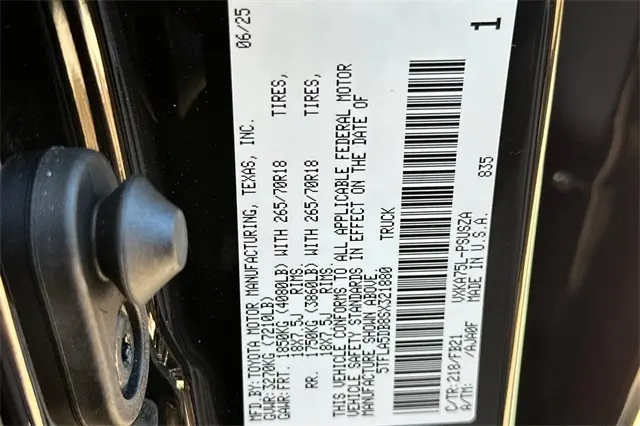 MFD.BY:TOYOTA MOTOR MANUFACTURING, TEXAS, INC. 06/25
GVWR: 3270KG (7210LB)
GAWR: FRT. 1850KG (4080LB) WITH 265/70R18 TIRES,
18X7.5J RIMS.
RR. 1750KG (3860LB) WITH 265/70R18 TIRES,
18X7.5J RIMS.
THIS VEHICLE CONFORMS TO ALL APPLICABLE FEDERAL MOTOR
VEHICLE SAFETY STANDARDS IN EFFECT ON THE DATE OF
MANUFACTURE SHOWN ABOVE.
5TFLA5DB8SX321880 TRUCK
C/TR:218/FB21 VXKA75L-PSUSZA 835
A/TM: /AJA0F MADE IN U.S.A. 1